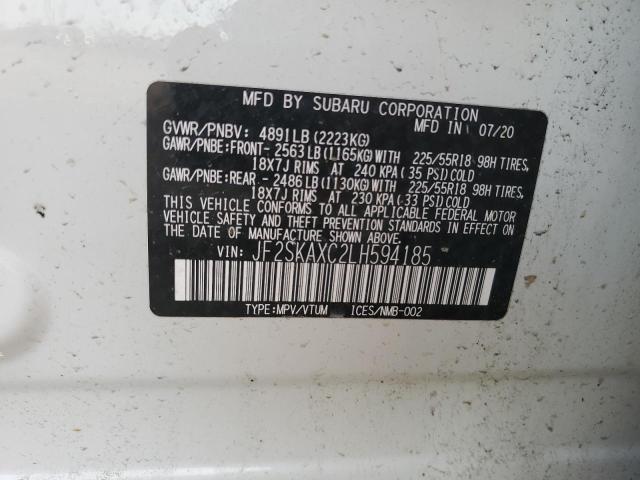 MFD BY SUBARU CORPORATION
MFD IN 07/20
GVWR/PNBV: 4891LB(2223KG)
GAWR/PNBE:FRONT- 2563LB(1165KG)WITH 225/55R18 98H TIRES,
18X7J RIMS AT 240 KPA(35 PSI)COLD
GAWR/PNBE:REAR - 2486LB(1130KG)WITH 225/55R18 98H TIRES,
18X7J RIMS AT 230 KPA(33 PSI)COLD
THIS VEHICLE CONFORMS TO ALL APPLICABLE FEDERAL MOTOR
VEHICLE SAFETY AND THEFT PREVENTION STANDARDS IN EFFECT
ON THE DATE OF MANUFACTURE SHOWN ABOVE.
VIN: JF2SKAXC2LH594185
TYPE:MPV/VTUM ICES/NMB-002